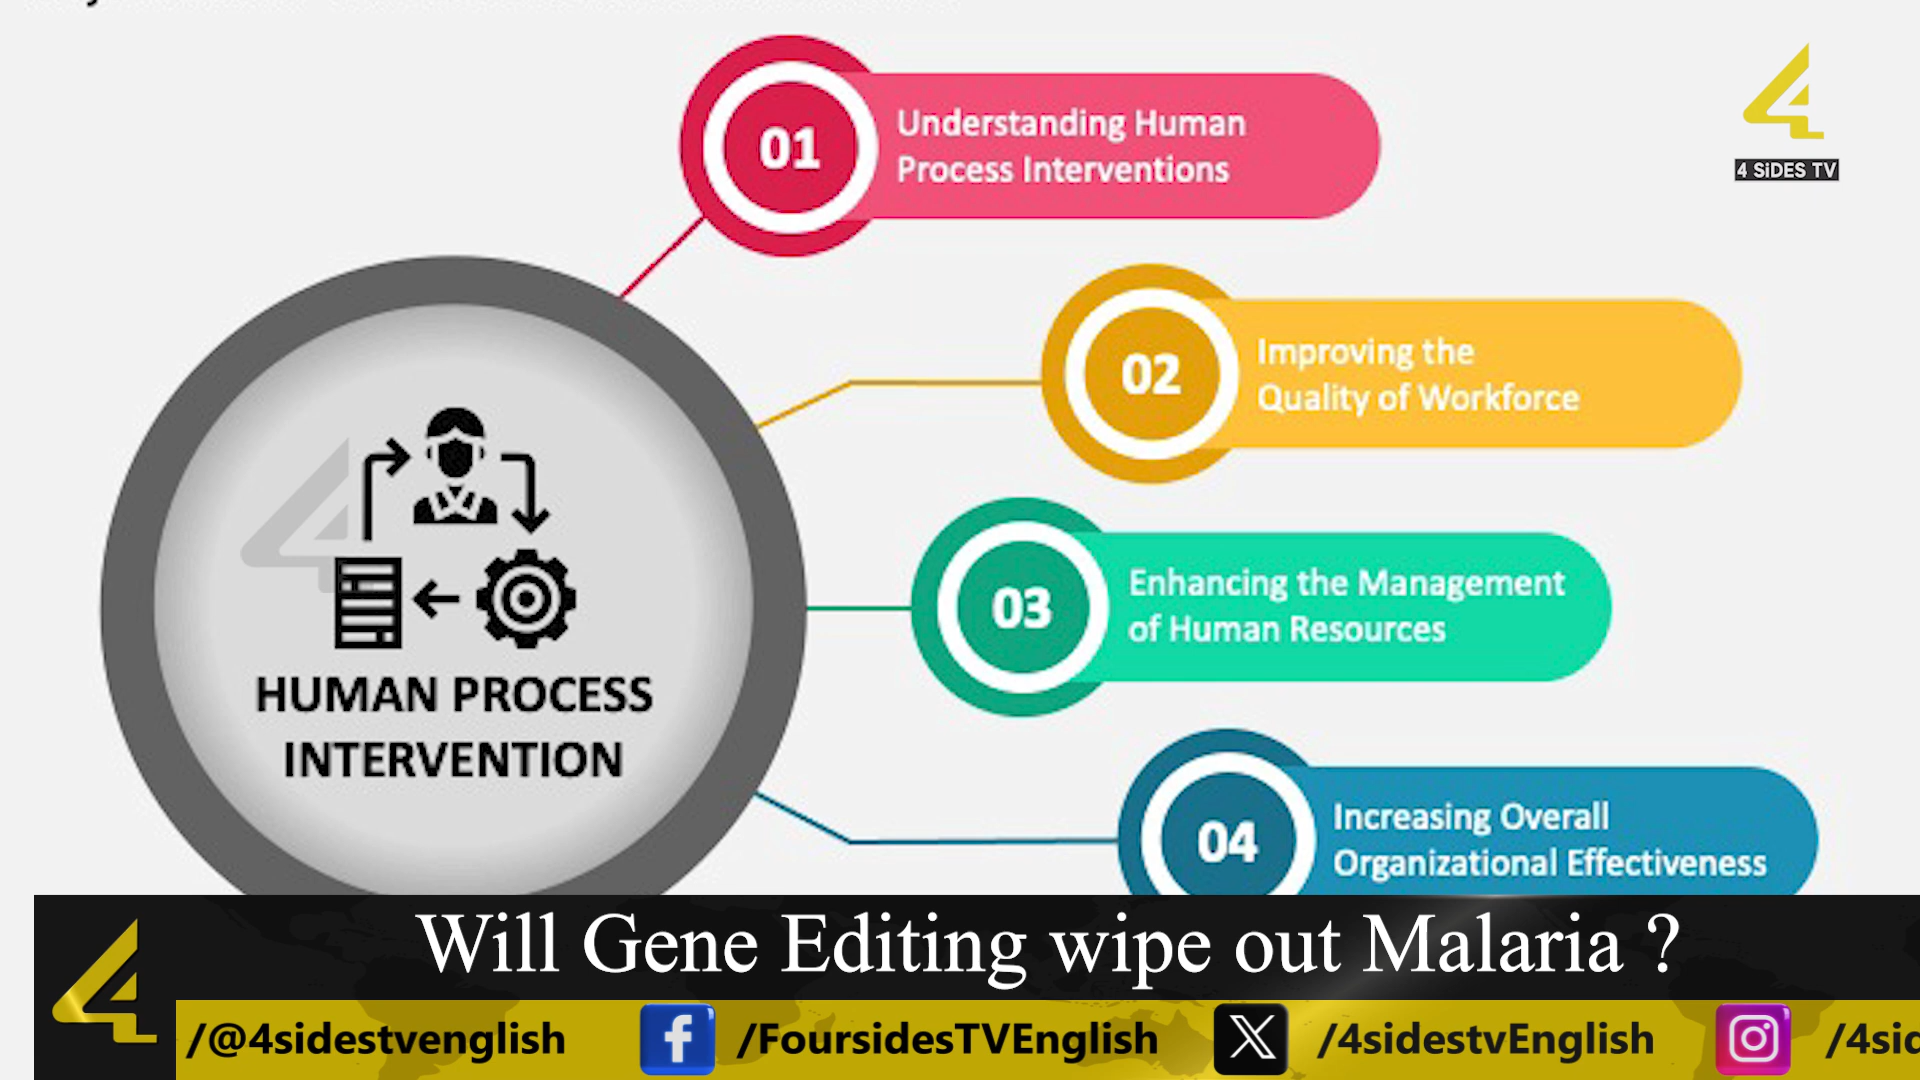 01
Understanding Human
Process Interventions
4 SiDES TV
02
Improving the
Quality of Workforce
03
Enhancing the Management
of Human Resources
HUMAN PROCESS
INTERVENTION
04
Increasing Overall
Organizational Effectiveness
Will Gene Editing wipe out Malaria ?
/@4sidestvenglish /FoursidesTVEnglish /4sidestvEnglish